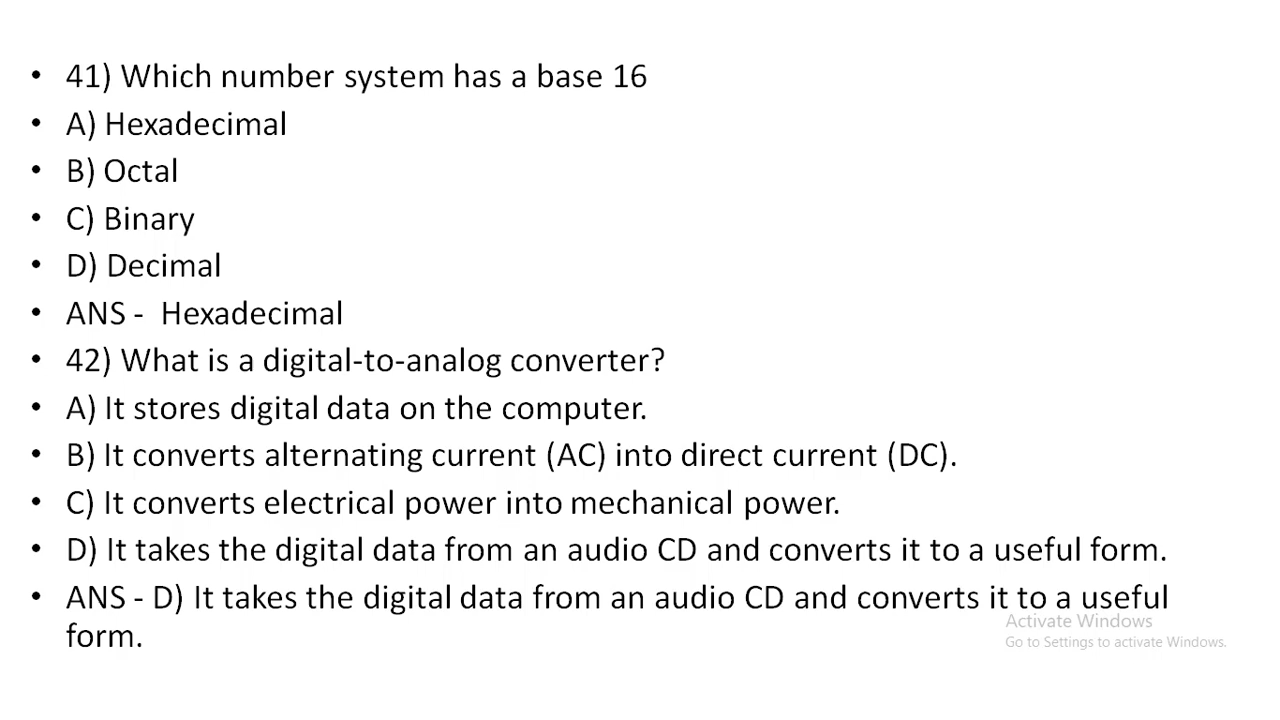 • 41) Which number system has a base 16
• A) Hexadecimal
• B) Octal
• C) Binary
• D) Decimal
• ANS -  Hexadecimal
• 42) What is a digital-to-analog converter?
• A) It stores digital data on the computer.
• B) It converts alternating current (AC) into direct current (DC).
• C) It converts electrical power into mechanical power.
• D) It takes the digital data from an audio CD and converts it to a useful form.
• ANS - D) It takes the digital data from an audio CD and converts it to a useful
form.
Activate Windows
Go to Settings to activate Windows.